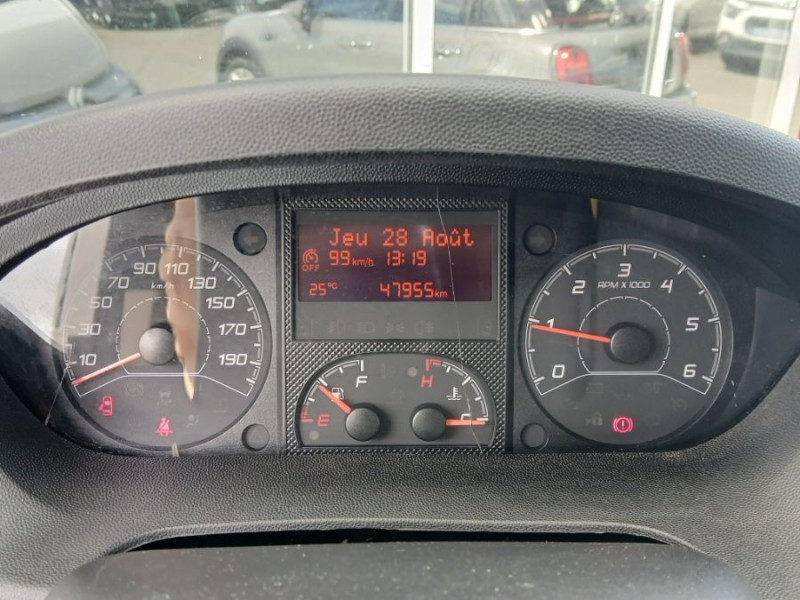 Jeu 28 Août
OFF 99 km/h. 13:19
25°C 47955 km
10 30 50 70 90 110 130 150 170 190
km/h
E F
H C
0 1 2 3 4 5 6
RPM X 1000